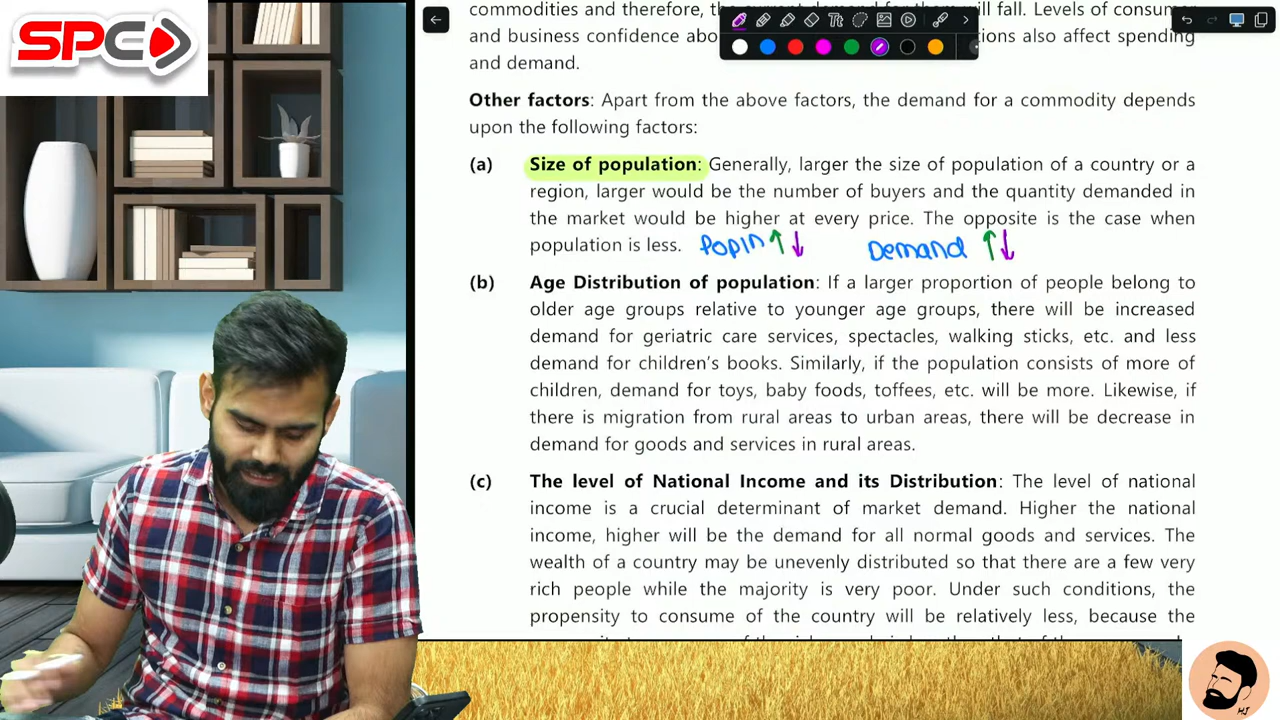 SPC
commodities and therefore, the current demand for them will fall. Levels of consumer
and business confidence abo tions also affect spending
and demand.
Other factors: Apart from the above factors, the demand for a commodity depends
upon the following factors:
(a) Size of population: Generally, larger the size of population of a country or a
region, larger would be the number of buyers and the quantity demanded in
the market would be higher at every price. The opposite is the case when
population is less. Popln ↑↓ Demand ↑↓
(b) Age Distribution of population: If a larger proportion of people belong to
older age groups relative to younger age groups, there will be increased
demand for geriatric care services, spectacles, walking sticks, etc. and less
demand for children's books. Similarly, if the population consists of more of
children, demand for toys, baby foods, toffees, etc. will be more. Likewise, if
there is migration from rural areas to urban areas, there will be decrease in
demand for goods and services in rural areas.
(c) The level of National Income and its Distribution: The level of national
income is a crucial determinant of market demand. Higher the national
income, higher will be the demand for all normal goods and services. The
wealth of a country may be unevenly distributed so that there are a few very
rich people while the majority is very poor. Under such conditions, the
propensity to consume of the country will be relatively less, because the
HJ